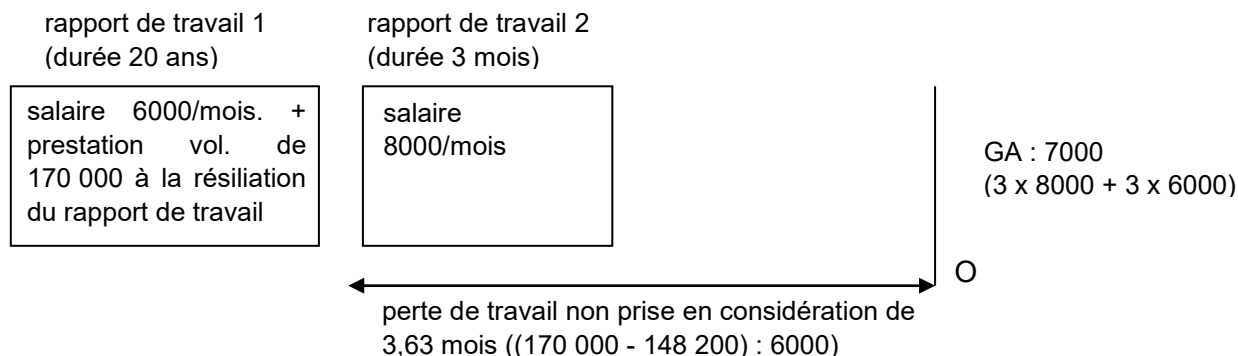 rapport de travail 1
(durée 20 ans)
rapport de travail 2
(durée 3 mois)
salaire 6000/mois. +
prestation vol. de
170 000 à la résiliation
du rapport de travail
salaire
8000/mois
GA : 7000
(3 x 8000 + 3 x 6000)
O
perte de travail non prise en considération de
3,63 mois ((170 000 - 148 200) : 6000)